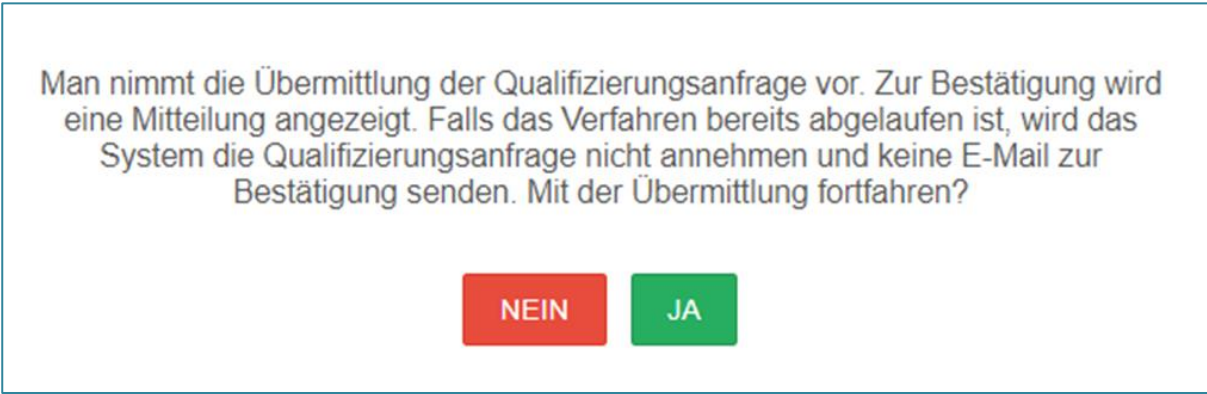 Man nimmt die Übermittlung der Qualifizierungsanfrage vor. Zur Bestätigung wird
eine Mitteilung angezeigt. Falls das Verfahren bereits abgelaufen ist, wird das
System die Qualifizierungsanfrage nicht annehmen und keine E-Mail zur
Bestätigung senden. Mit der Übermittlung fortfahren?
NEIN JA